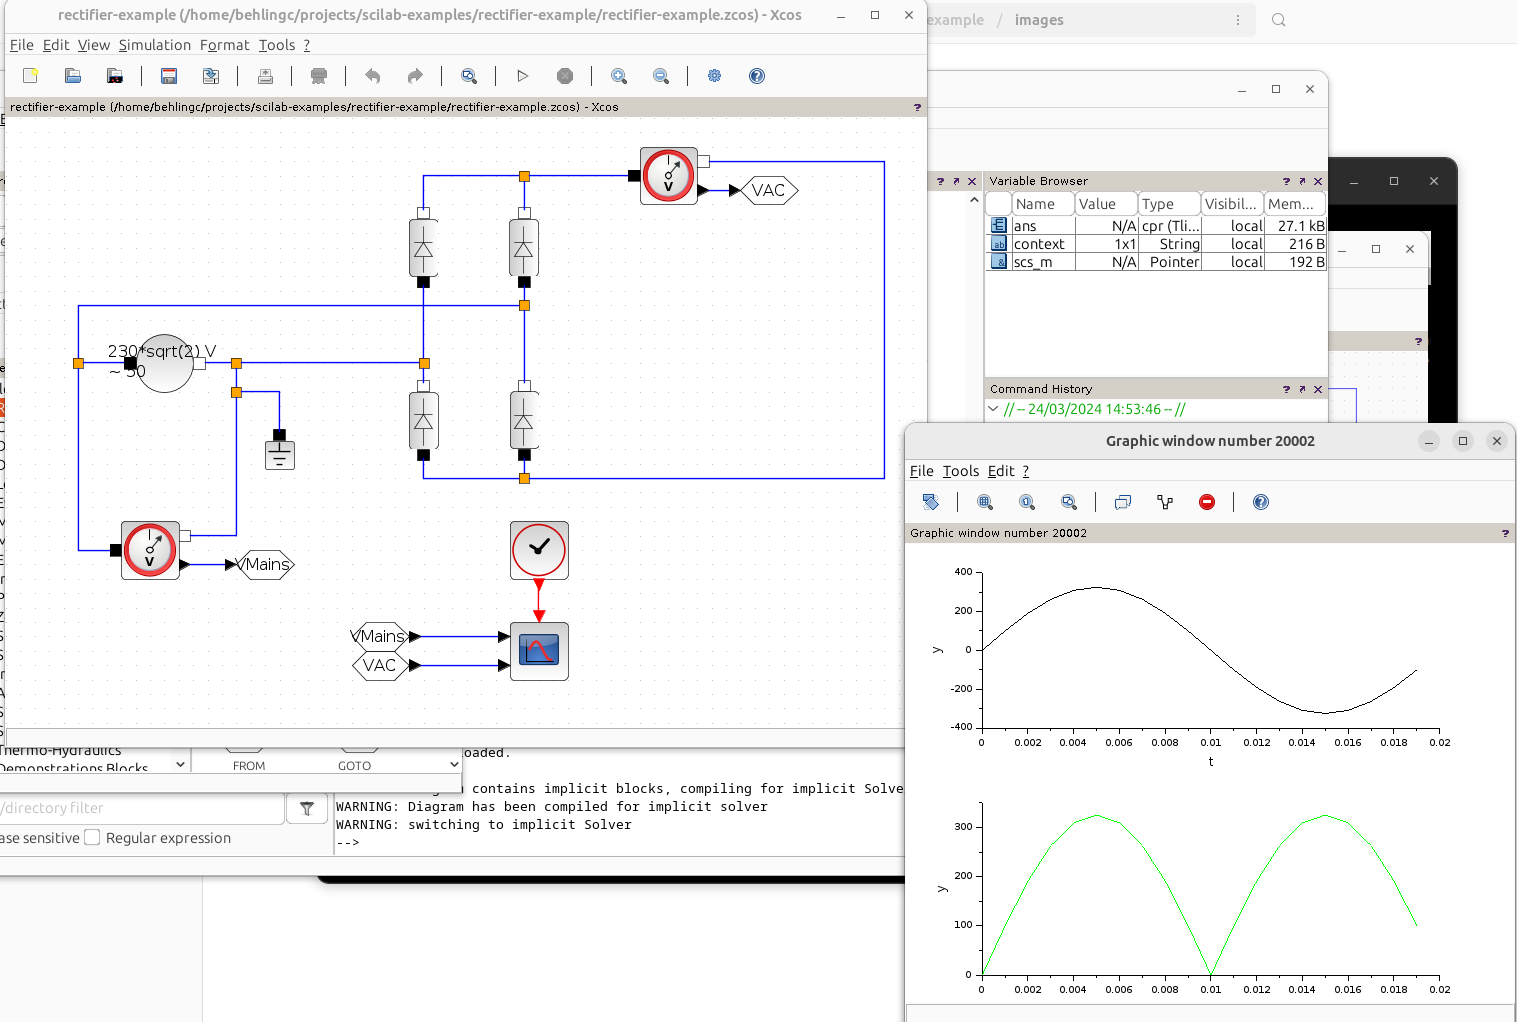 rectifier-example (/home/behlingc/projects/scilab-examples/rectifier-example/rectifier-example.zcos) - Xcos
example / images
File Edit View Simulation Format Tools ?
rectifier-example (/home/behlingc/projects/scilab-examples/rectifier-example/rectifier-example.zcos) - Xcos ?
V
VAC
230*sqrt(2) V
~ 50
V
VMains
VMains
VAC
? Variable Browser ?
Name Value Type Visibil... Mem...
ans N/A cpr (Tli... local 27.1 kB
context 1x1 String local 216 B
scs_m N/A Pointer local 192 B
?
Command History ?
// -- 24/03/2024 14:53:46 -- //
Graphic window number 20002
File Tools Edit ?
Graphic window number 20002 ?
400
200
0
-200
-400
y
0 0.002 0.004 0.006 0.008 0.01 0.012 0.014 0.016 0.018 0.02
t
300
200
100
0
y
0 0.002 0.004 0.006 0.008 0.01 0.012 0.014 0.016 0.018 0.02
Thermo-Hydraulics
Demonstrations Blocks
FROM GOTO
oaded.
contains implicit blocks, compiling for implicit Solve
WARNING: Diagram has been compiled for implicit solver
WARNING: switching to implicit Solver
-->
/directory filter
ase sensitive Regular expression